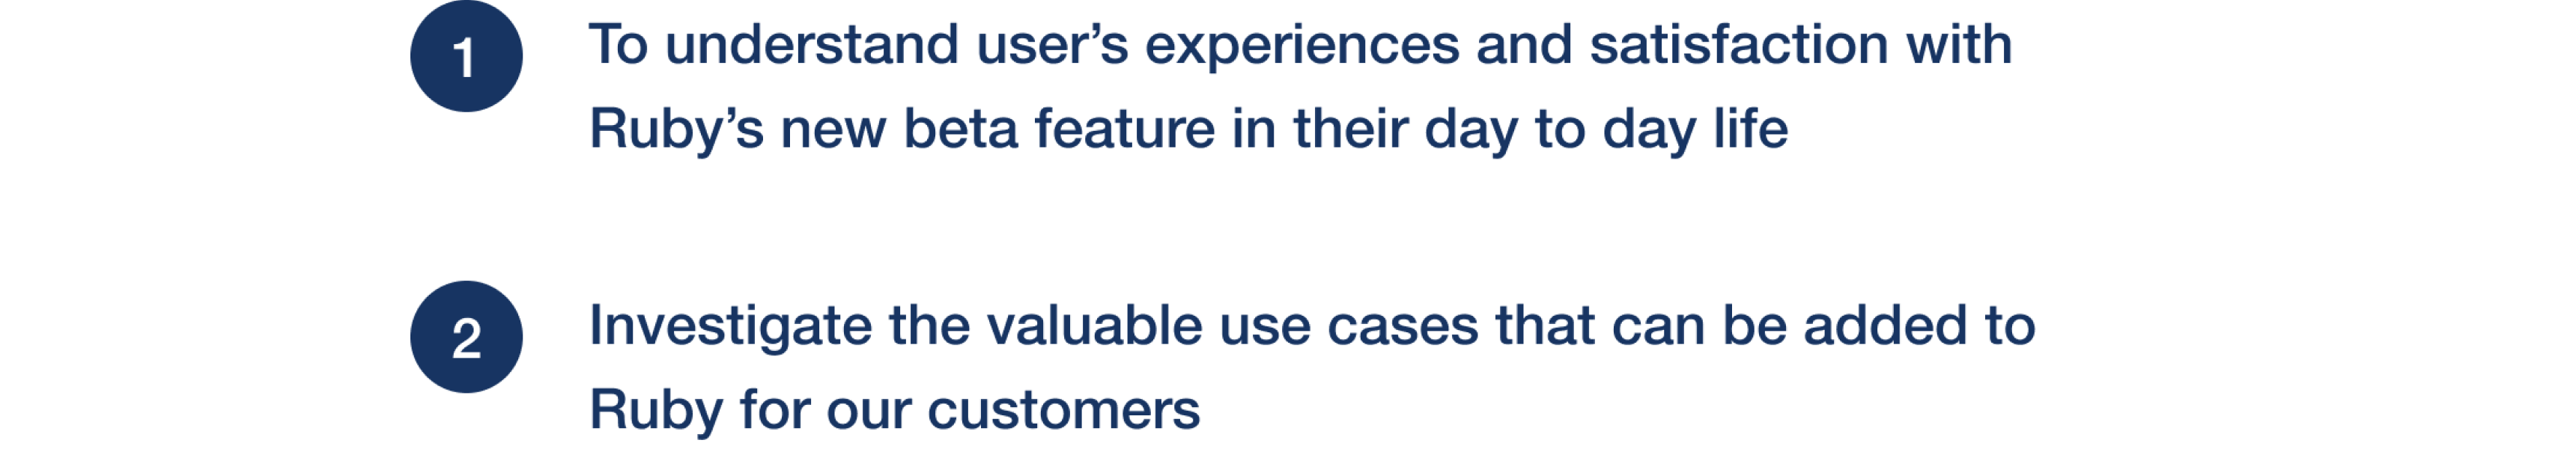 1
To understand user’s experiences and satisfaction with
Ruby’s new beta feature in their day to day life
2
Investigate the valuable use cases that can be added to
Ruby for our customers